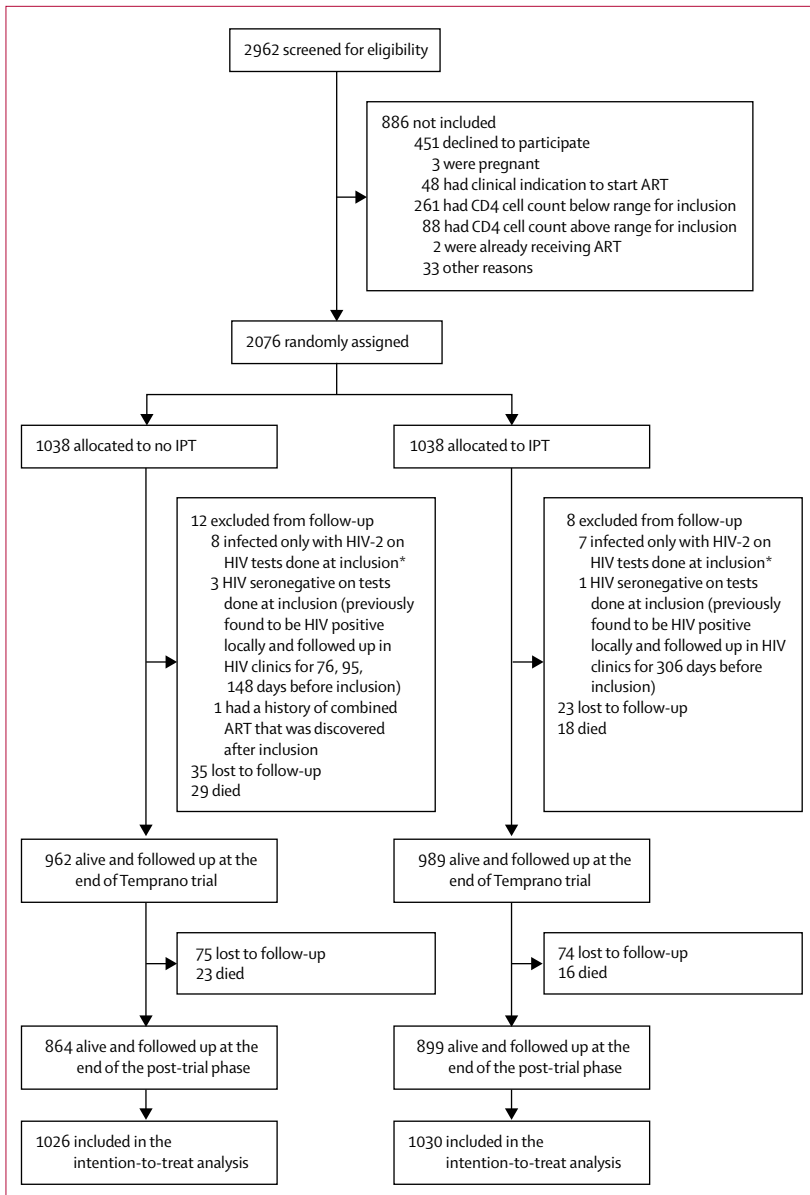 2962 screened for eligibility
886 not included
451 declined to participate
3 were pregnant
48 had clinical indication to start ART
261 had CD4 cell count below range for inclusion
88 had CD4 cell count above range for inclusion
2 were already receiving ART
33 other reasons
2076 randomly assigned
1038 allocated to no IPT
1038 allocated to IPT
12 excluded from follow-up
8 infected only with HIV-2 on
HIV tests done at inclusion*
3 HIV seronegative on tests
done at inclusion (previously
found to be HIV positive
locally and followed up in
HIV clinics for 76, 95,
148 days before inclusion)
1 had a history of combined
ART that was discovered
after inclusion
35 lost to follow-up
29 died
8 excluded from follow-up
7 infected only with HIV-2 on
HIV tests done at inclusion*
1 HIV seronegative on tests
done at inclusion (previously
found to be HIV positive
locally and followed up in HIV
clinics for 306 days before
inclusion)
23 lost to follow-up
18 died
962 alive and followed up at the
end of Temprano trial
989 alive and followed up at the
end of Temprano trial
75 lost to follow-up
23 died
74 lost to follow-up
16 died
864 alive and followed up at the
end of the post-trial phase
899 alive and followed up at the
end of the post-trial phase
1026 included in the
intention-to-treat analysis
1030 included in the
intention-to-treat analysis